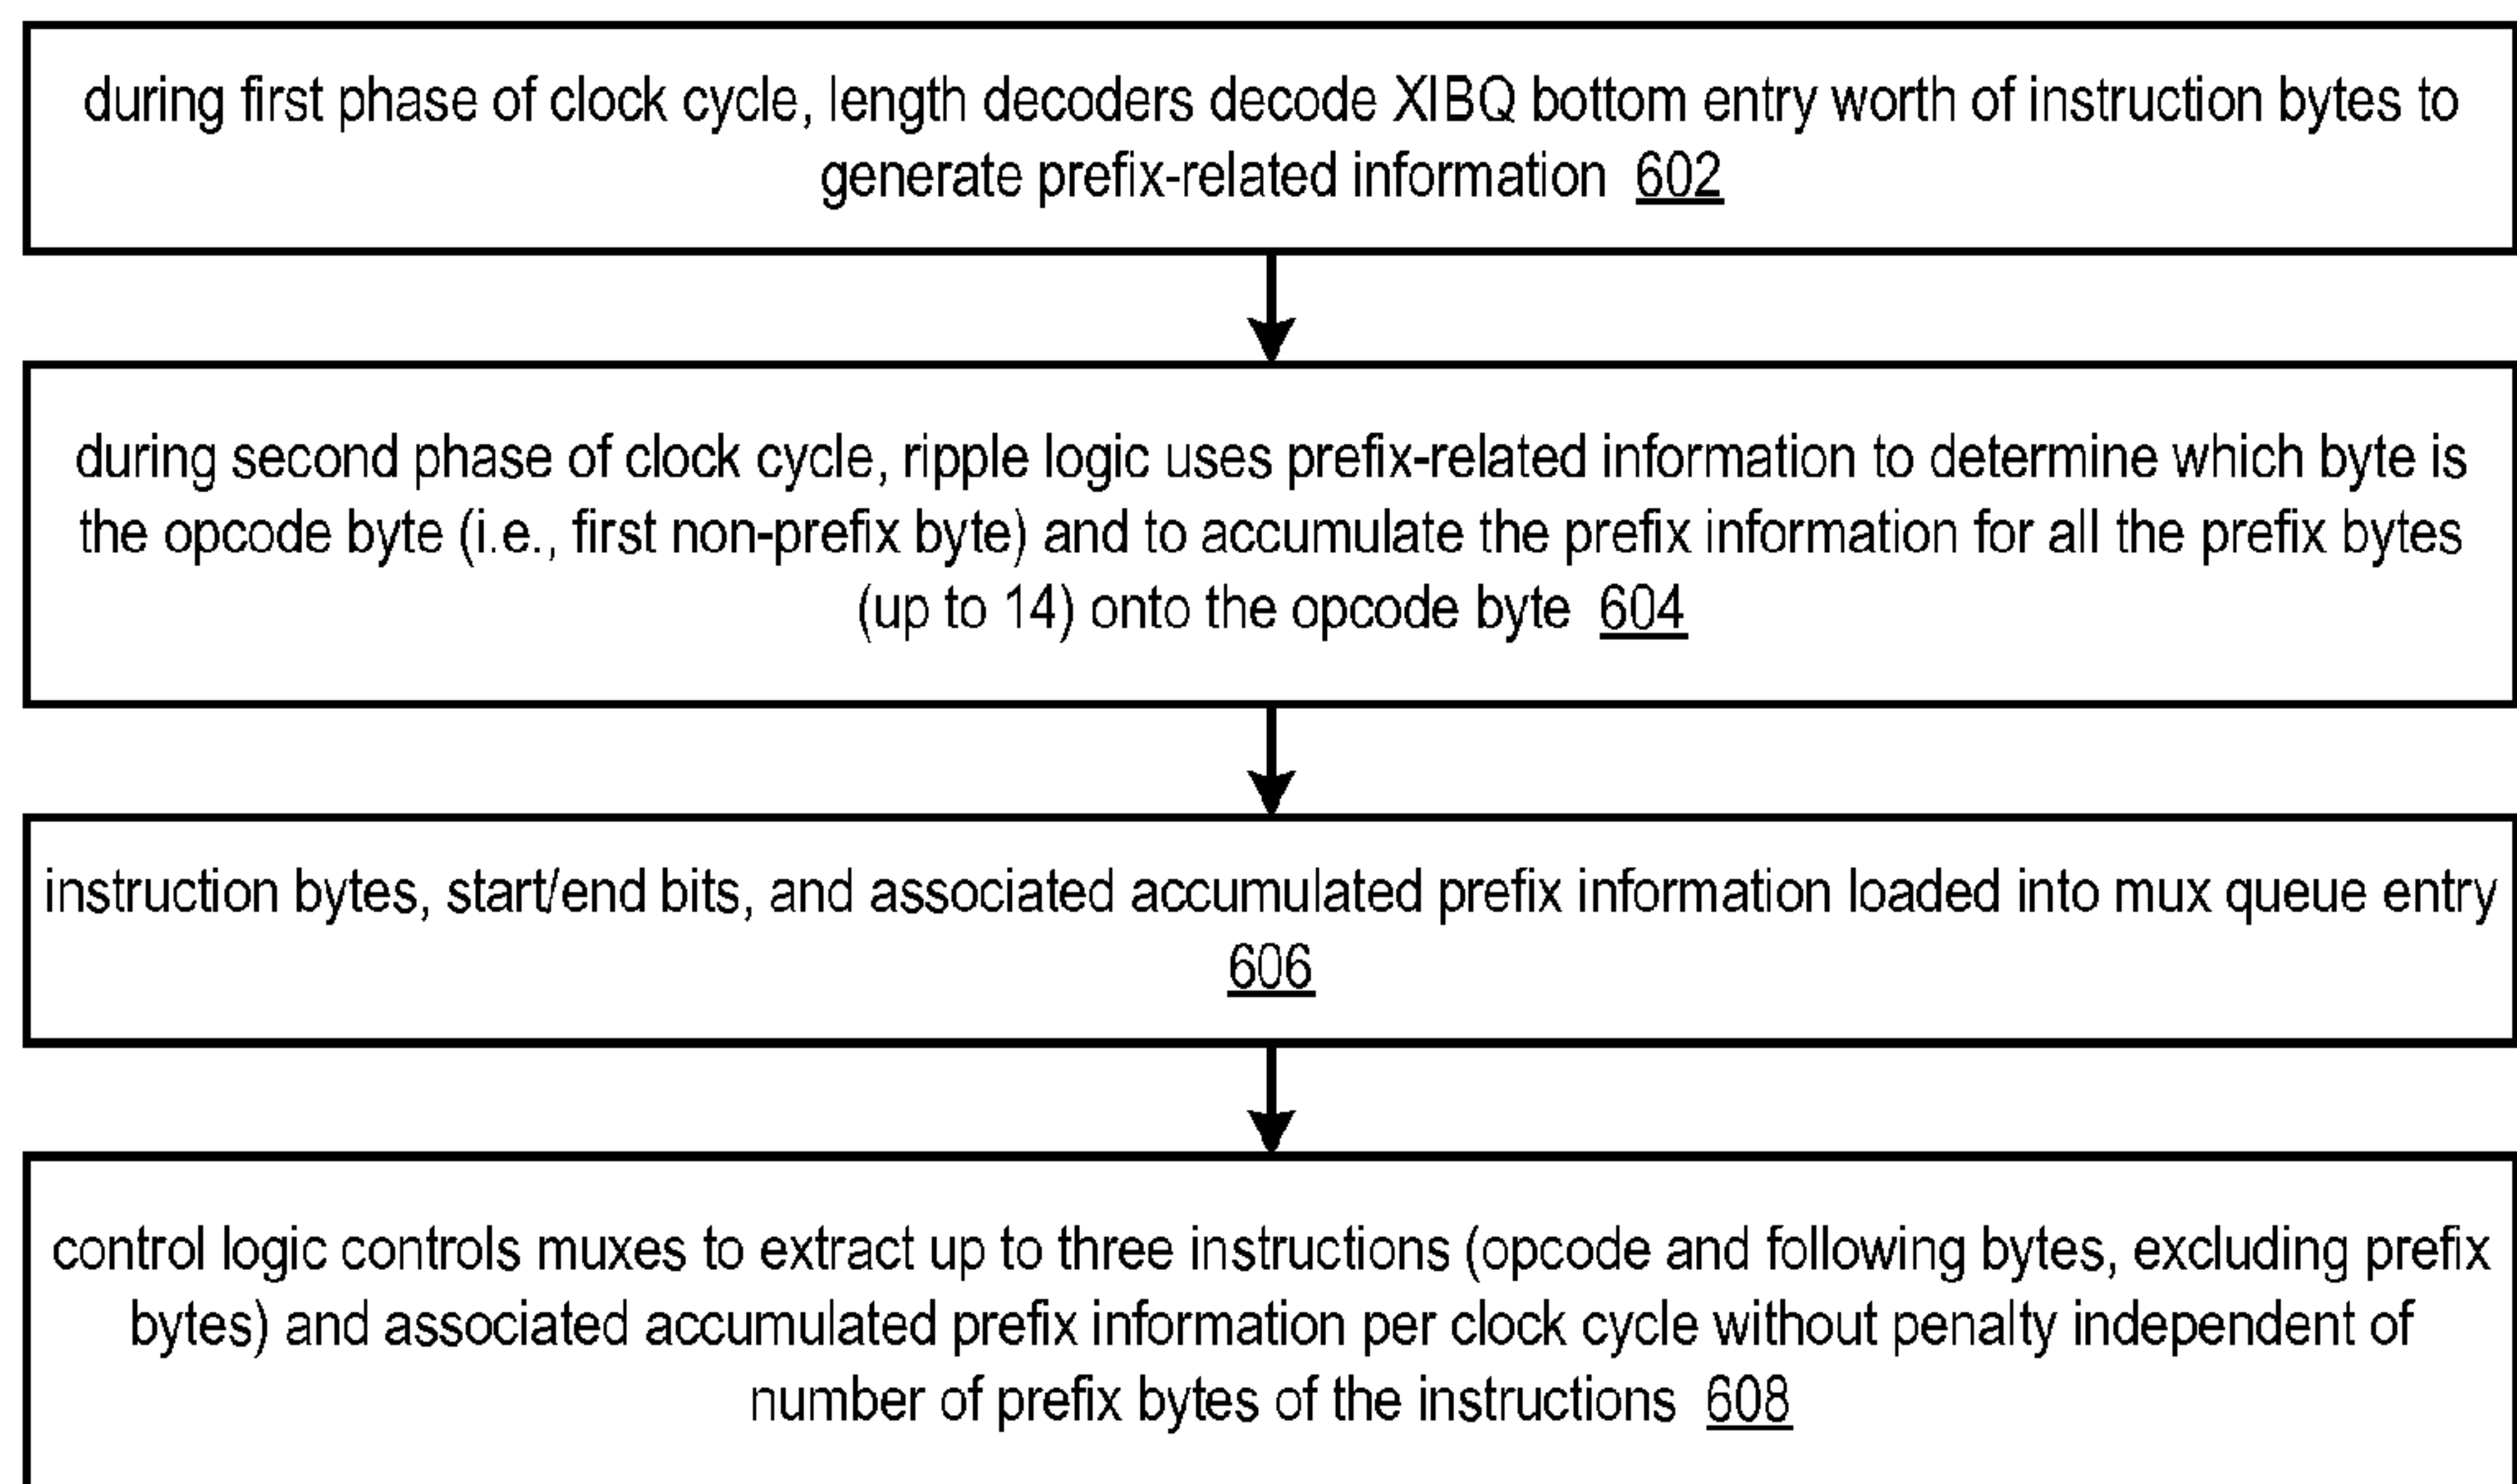 during first phase of clock cycle, length decoders decode XIBQ bottom entry worth of instruction bytes to
generate prefix-related information 602
during second phase of clock cycle, ripple logic uses prefix-related information to determine which byte is
the opcode byte (i.e., first non-prefix byte) and to accumulate the prefix information for all the prefix bytes
(up to 14) onto the opcode byte 604
instruction bytes, start/end bits, and associated accumulated prefix information loaded into mux queue entry
606
control logic controls muxes to extract up to three instructions (opcode and following bytes, excluding prefix
bytes) and associated accumulated prefix information per clock cycle without penalty independent of
number of prefix bytes of the instructions 608